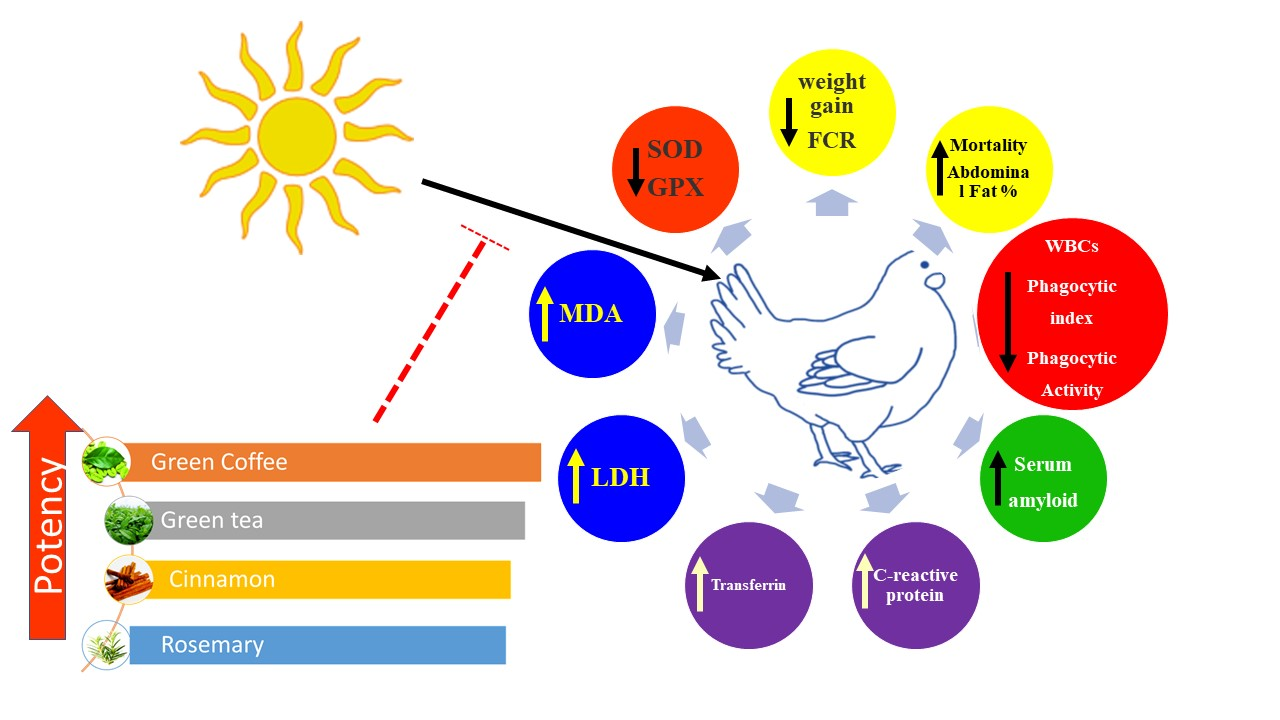 weight
gain
FCR
SOD
GPX
Mortality
Abdomina
l Fat %
WBCs
Phagocytic
index
Phagocytic
Activity
MDA
Serum
amyloid
LDH
Transferrin
C-reactive
protein
Potency
Green Coffee
Green tea
Cinnamon
Rosemary